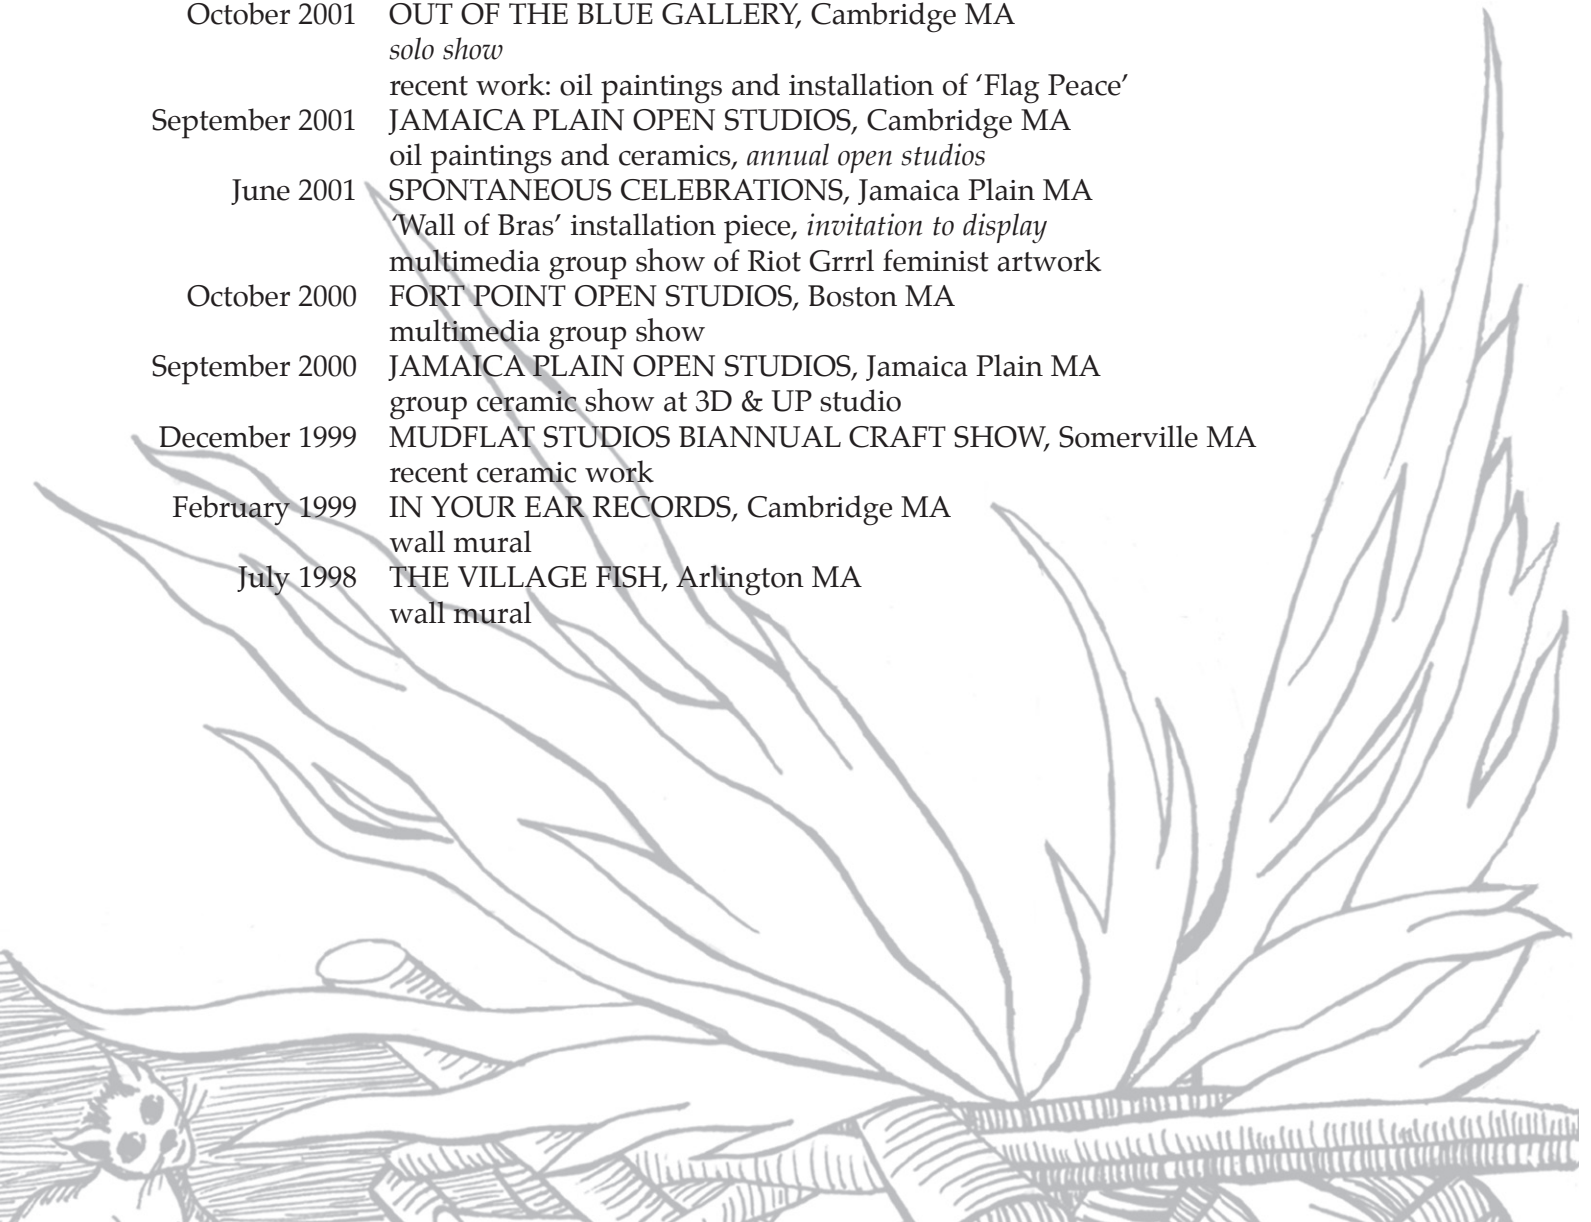 October 2001 OUT OF THE BLUE GALLERY, Cambridge MA
solo show
recent work: oil paintings and installation of ‘Flag Peace’
September 2001 JAMAICA PLAIN OPEN STUDIOS, Cambridge MA
oil paintings and ceramics, annual open studios
June 2001 SPONTANEOUS CELEBRATIONS, Jamaica Plain MA
‘Wall of Bras’ installation piece, invitation to display
multimedia group show of Riot Grrrl feminist artwork
October 2000 FORT POINT OPEN STUDIOS, Boston MA
multimedia group show
September 2000 JAMAICA PLAIN OPEN STUDIOS, Jamaica Plain MA
group ceramic show at 3D & UP studio
December 1999 MUDFLAT STUDIOS BIANNUAL CRAFT SHOW, Somerville MA
recent ceramic work
February 1999 IN YOUR EAR RECORDS, Cambridge MA
wall mural
July 1998 THE VILLAGE FISH, Arlington MA
wall mural